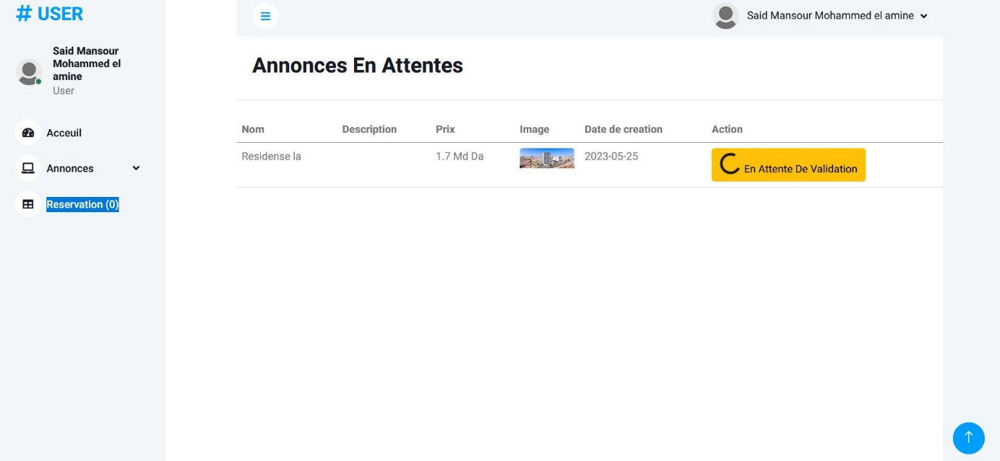 # USER
Said Mansour Mohammed el amine
Said Mansour
Mohammed el
amine
User
Acceuil
Annonces
Reservation (0)
Annonces En Attentes
Nom Description Prix Image Date de creation Action
Residense la 1.7 Md Da 2023-05-25 En Attente De Validation